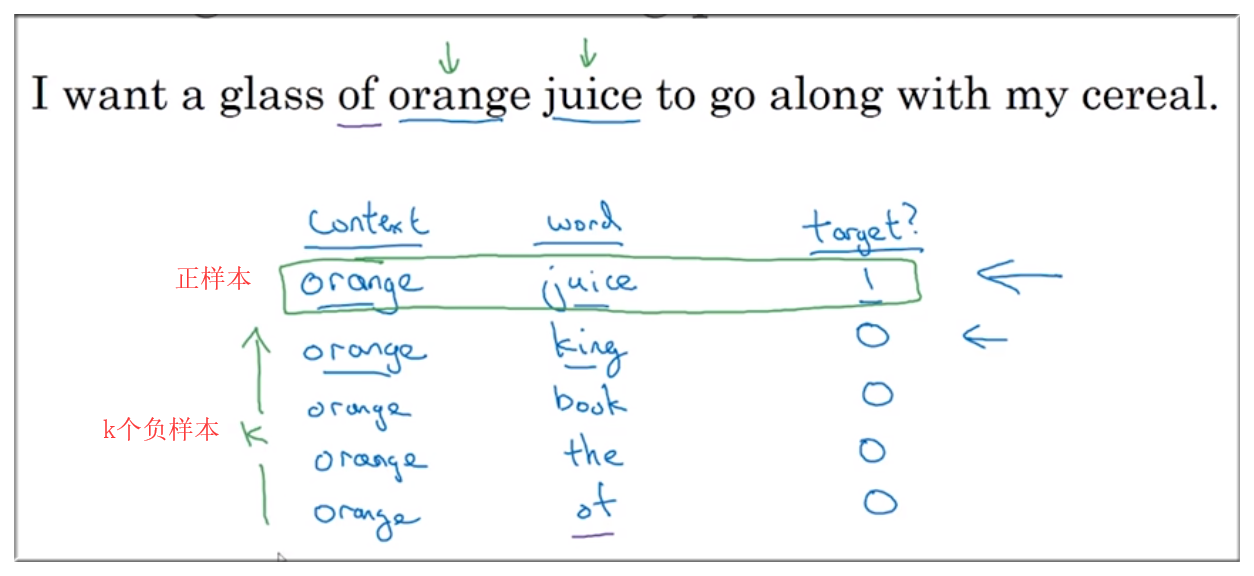 I want a glass of orange juice to go along with my cereal.
Context word target?
正样本 orange juice 1
orange king 0
orange book 0
k个负样本 K
orange the 0
orange of 0